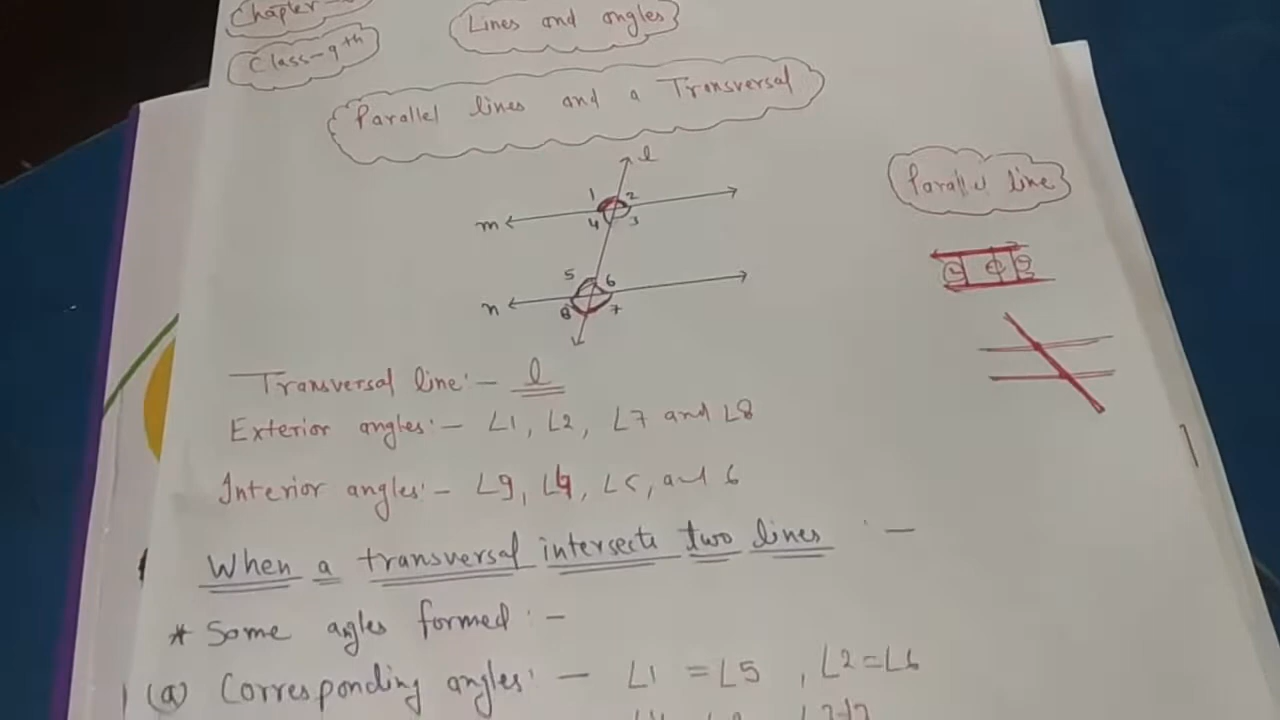 Chapter -
Lines and angles
Class-9th
Parallel lines and a Transversal
l
1 2
m 4 3
Parallel line
5 6
n 8 7
Transversal line:- l
Exterior angles:- ∠1, ∠2, ∠7 and ∠8
Interior angles:- ∠9, ∠4, ∠5, and 6
When a transversal intersects two lines :-
* Some agles formed :-
(a) Corresponding angles:- ∠1 = ∠5 , ∠2 = ∠6